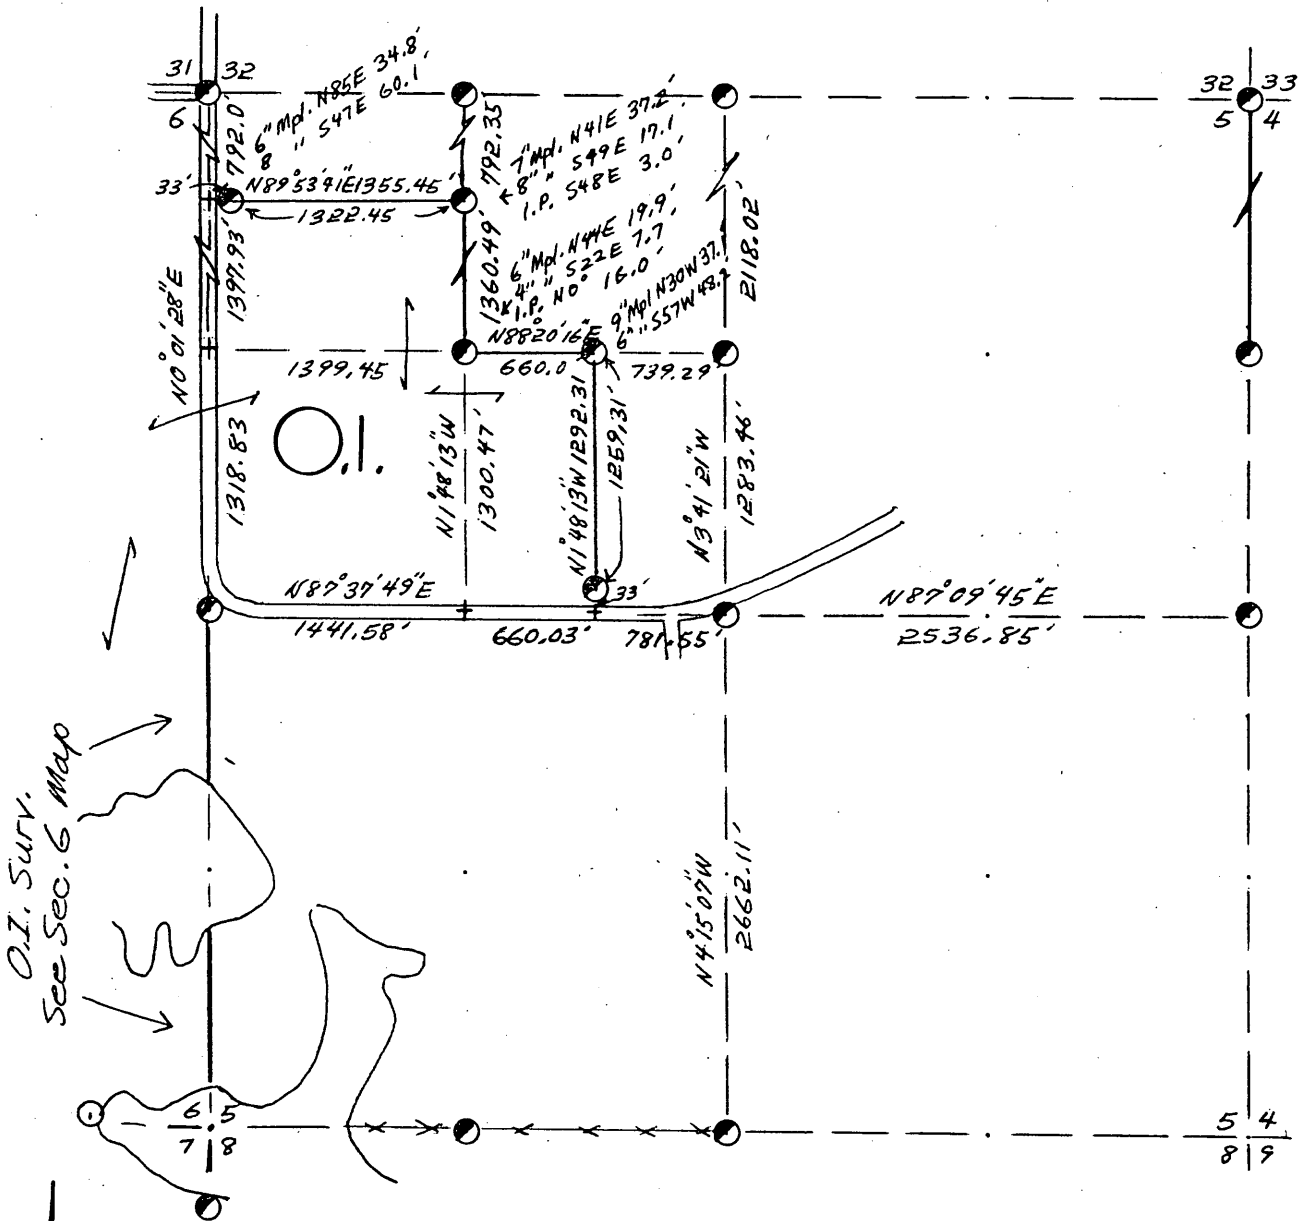 31 32
6
32 33
5 4
792.0'
6" Mpl. N85E 34.8'
8 " S47E 60.1'
792.35
7" Mpl. N41E 37.2'
8" " S49E 17.1'
I.P. S48E 3.0'
33'
N89°53'41"E 1355.45'
1322.45
1397.93'
N0°01'28"E
1360.49'
6" Mpl. N44E 19.9'
4" " S22E 7.7'
I.P. N0° 16.0'
9" Mpl N30W 37.1'
6" " S57W 48.2
2118.02'
N88°20'16"E
1399.45
660.0
739.29'
1318.83
O.I.
N1°48'13"W
1300.47'
N1°48'13W 1292.31
1259.31'
N3°41'21"W
1283.46'
N87°37'49"E
33'
1441.58'
660.03'
781.55'
N87°09'45"E
2536.85'
O.I. Surv.
See Sec. 6 Map
N4°15'07"W
2662.11'
6 5
7 8
5 4
8 9